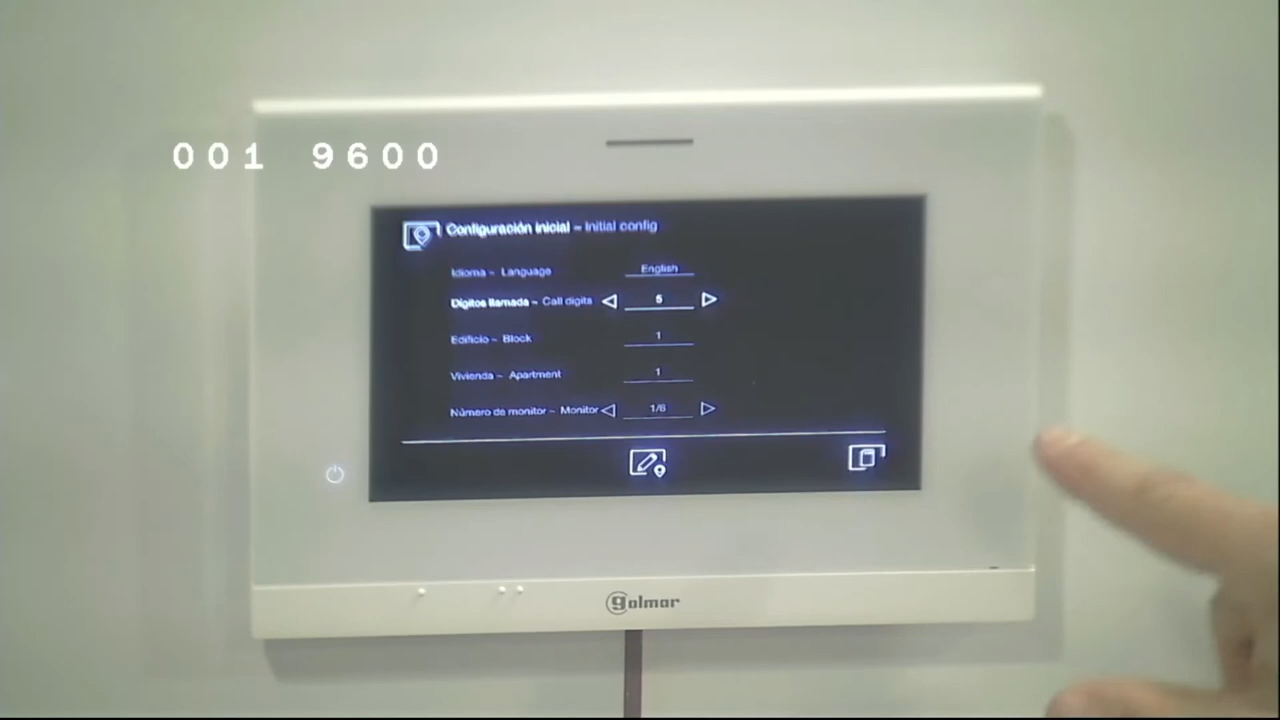 001 9600
Configuración inicial - Initial config
Idioma - Language English
Dígitos llamada - Call digits 5
Edificio - Block 1
Vivienda - Apartment 1
Número de monitor - Monitor 1/6
golmar